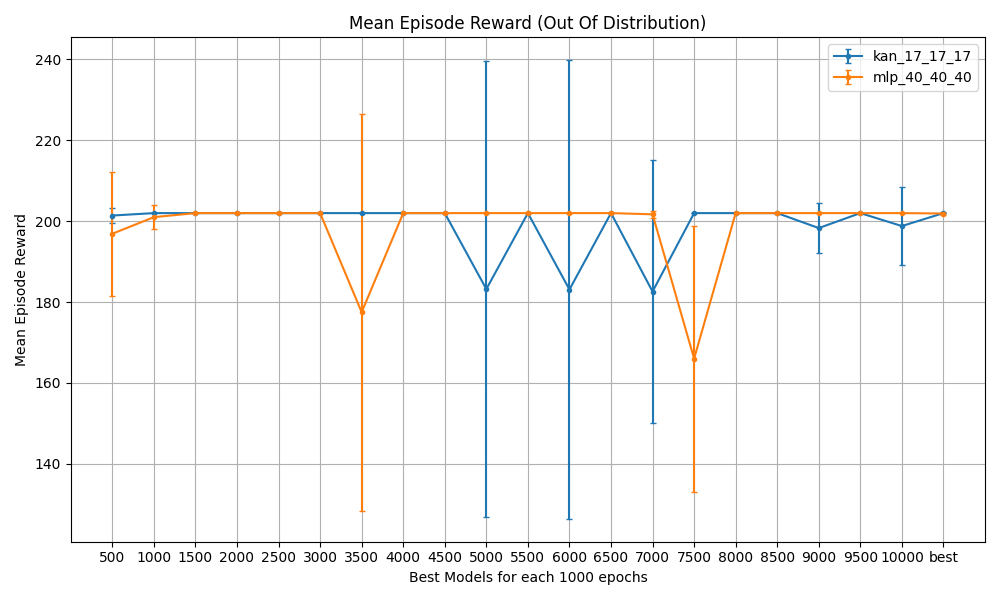 Mean Episode Reward (Out Of Distribution)
kan_17_17_17
mlp_40_40_40
Mean Episode Reward
240
220
200
180
160
140
500 1000 1500 2000 2500 3000 3500 4000 4500 5000 5500 6000 6500 7000 7500 8000 8500 9000 9500 10000 best
Best Models for each 1000 epochs